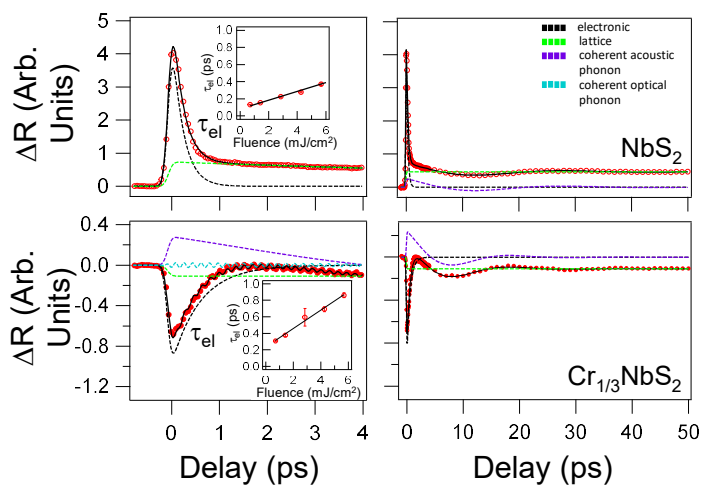 5
4
3
2
1
0
ΔR (Arb.
Units)
1.0
0.8
0.6
0.4
0.2
0.0
τel (ps)
0 2 4 6
Fluence (mJ/cm²)
τel
electronic
lattice
coherent acoustic
phonon
coherent optical
phonon
NbS₂
0.4
0.0
-0.4
-0.8
-1.2
ΔR (Arb.
Units)
τel
1.0
0.8
0.6
0.4
0.2
0.0
τel (ps)
0 2 4 6
Fluence (mJ/cm²)
Cr1/3NbS₂
0 1 2 3 4
Delay (ps)
0 10 20 30 40 50
Delay (ps)